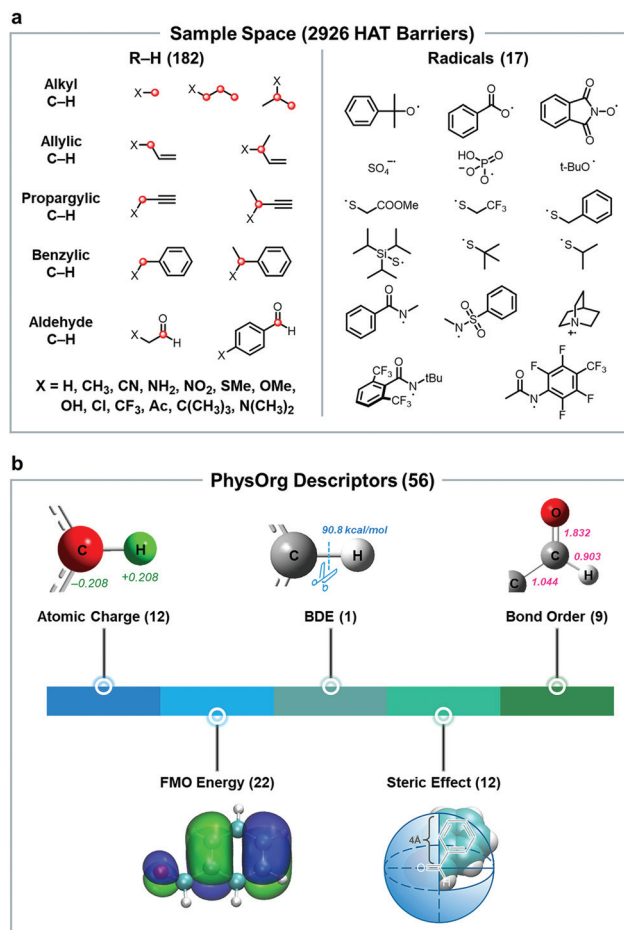 a
Sample Space (2926 HAT Barriers)
R–H (182)
Radicals (17)
Alkyl
C–H
X
X
X
O·
O
O·
O
N-O·
O
Allylic
C–H
X
X
SO₄⁻·
HO O
P
⁻O O·
t-BuO·
Propargylic
C–H
X
X
·S COOMe
·S CF₃
·S
Benzylic
C–H
X
X
Si
S·
·S
·S
Aldehyde
C–H
X
O
H
X
O
H
O
N·
O
S
O
N·
N
+·
X = H, CH₃, CN, NH₂, NO₂, SMe, OMe,
OH, Cl, CF₃, Ac, C(CH₃)₃, N(CH₃)₂
CF₃ O
N tBu
·
CF₃
O
N·
F
F
CF₃
F
F
b
PhysOrg Descriptors (56)
C H
–0.208 +0.208
90.8 kcal/mol
C H
O
1.832
C 0.903
C 1.044 H
Atomic Charge (12)
BDE (1)
Bond Order (9)
FMO Energy (22)
Steric Effect (12)
4Å
O
H